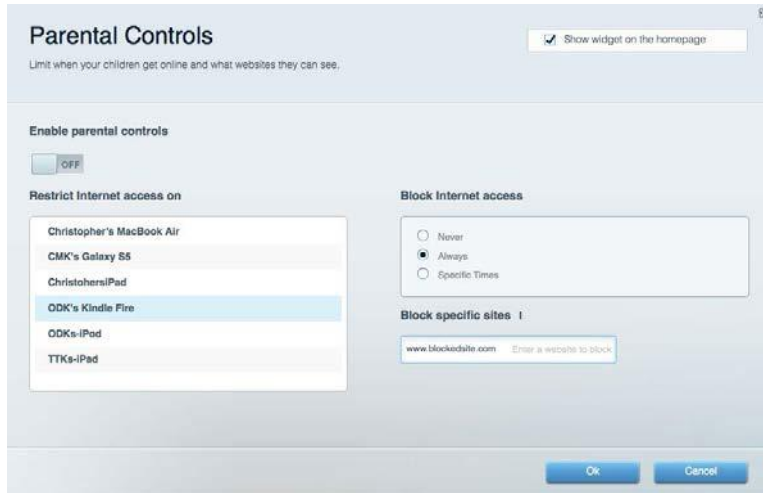 Parental Controls
Show widget on the homepage
Limit when your children get online and what websites they can see.
Enable parental controls
OFF
Restrict Internet access on
Block Internet access
Christopher's MacBook Air
CMK's Galaxy S5
ChristohersiPad
ODK's Kindle Fire
ODKs-iPod
TTKs-iPad
Never
Always
Specific Times
Block specific sites I
www.blockedsite.com Enter a website to block
Ok
Cancel